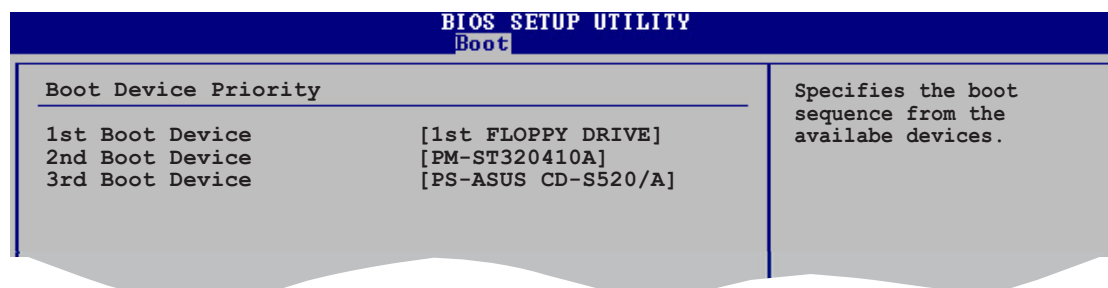 BIOS SETUP UTILITY
Boot
Boot Device Priority
1st Boot Device [1st FLOPPY DRIVE]
2nd Boot Device [PM-ST320410A]
3rd Boot Device [PS-ASUS CD-S520/A]
Specifies the boot
sequence from the
availabe devices.